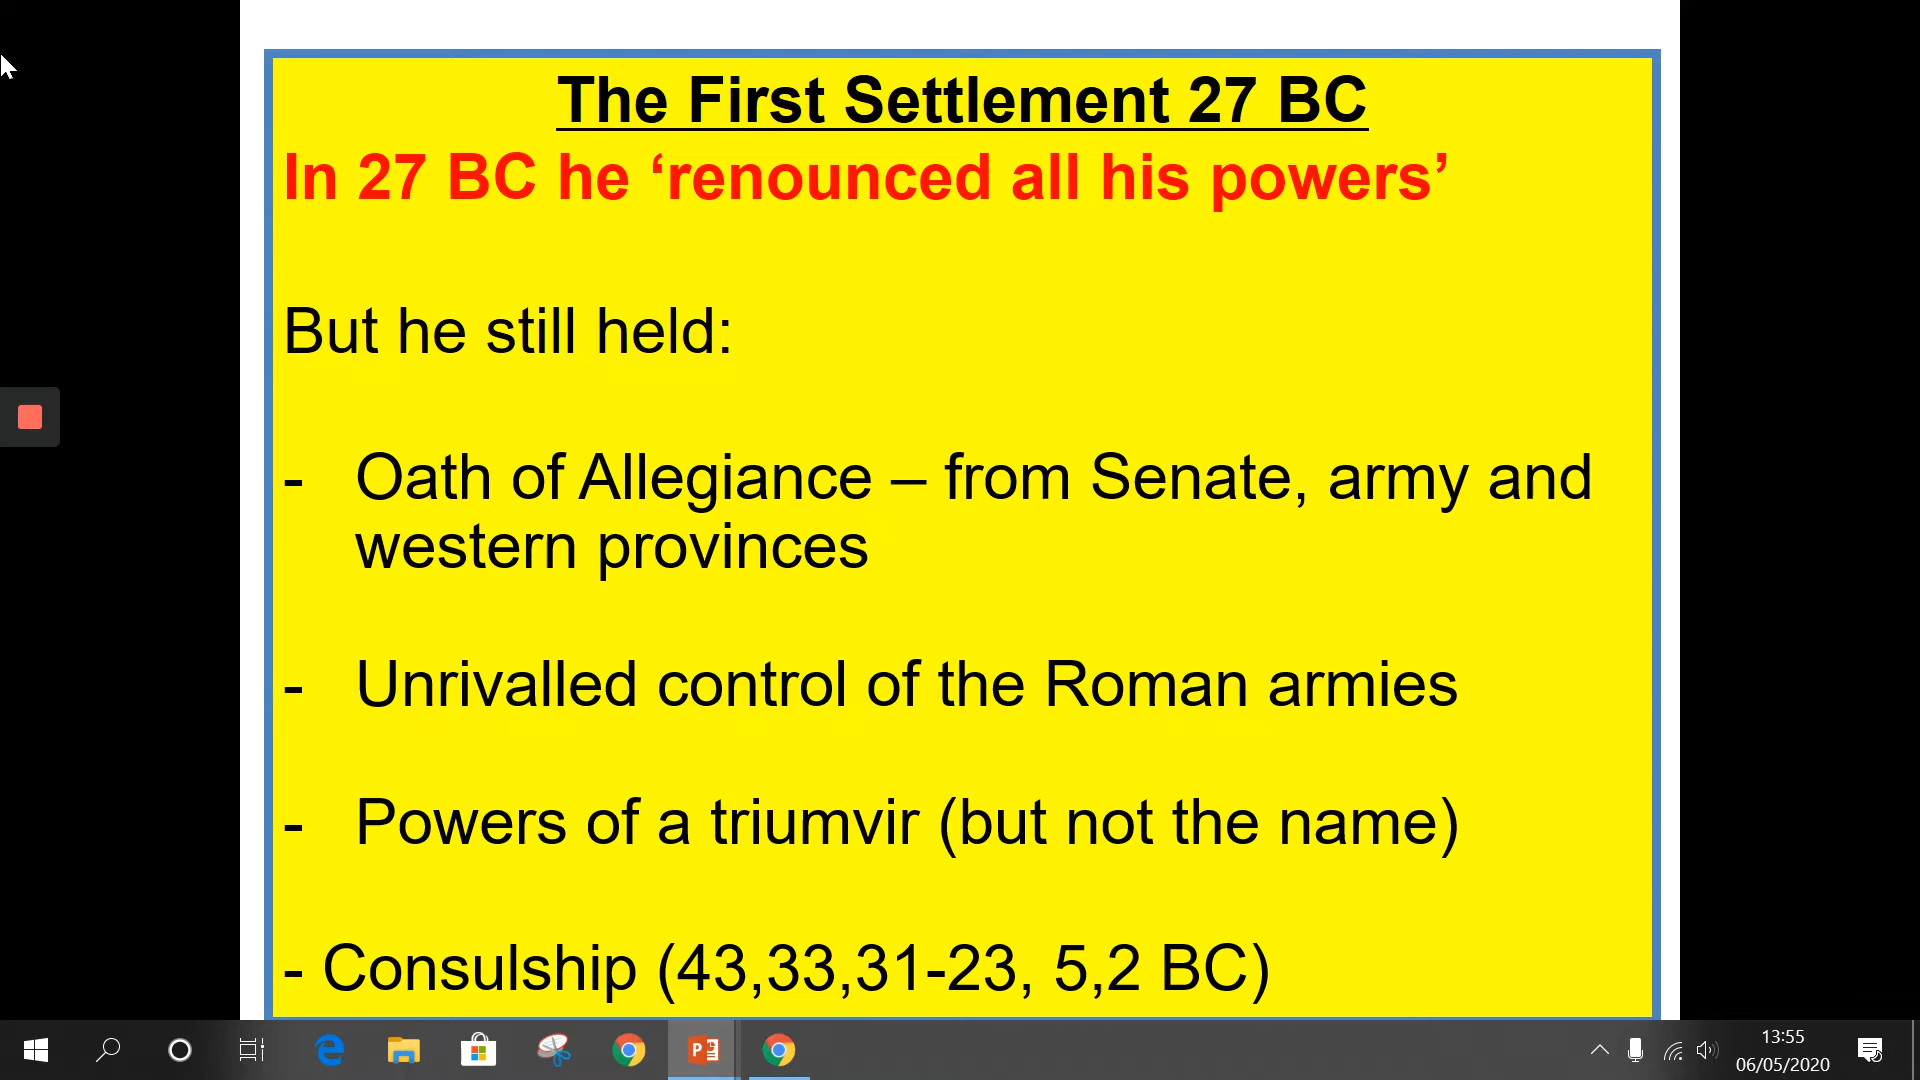 The First Settlement 27 BC
In 27 BC he ‘renounced all his powers’
But he still held:
- Oath of Allegiance – from Senate, army and
western provinces
- Unrivalled control of the Roman armies
- Powers of a triumvir (but not the name)
- Consulship (43,33,31-23, 5,2 BC)
13:55
06/05/2020